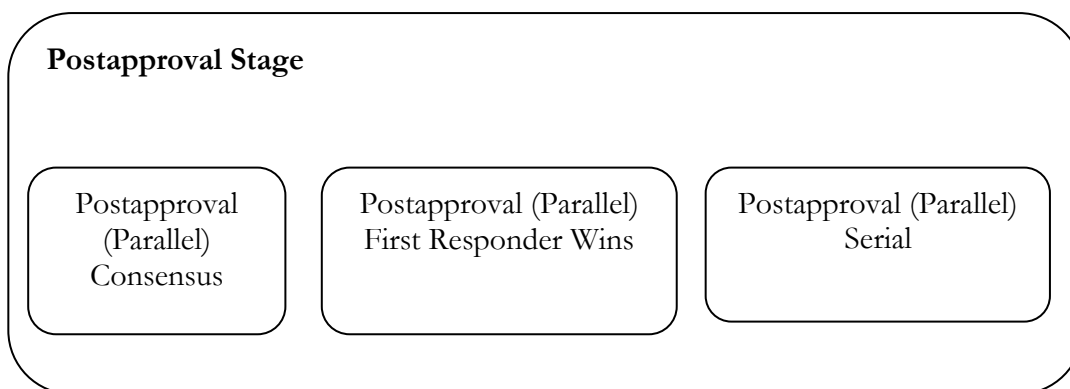 Postapproval Stage
Postapproval
(Parallel)
Consensus
Postapproval (Parallel)
First Responder Wins
Postapproval (Parallel)
Serial